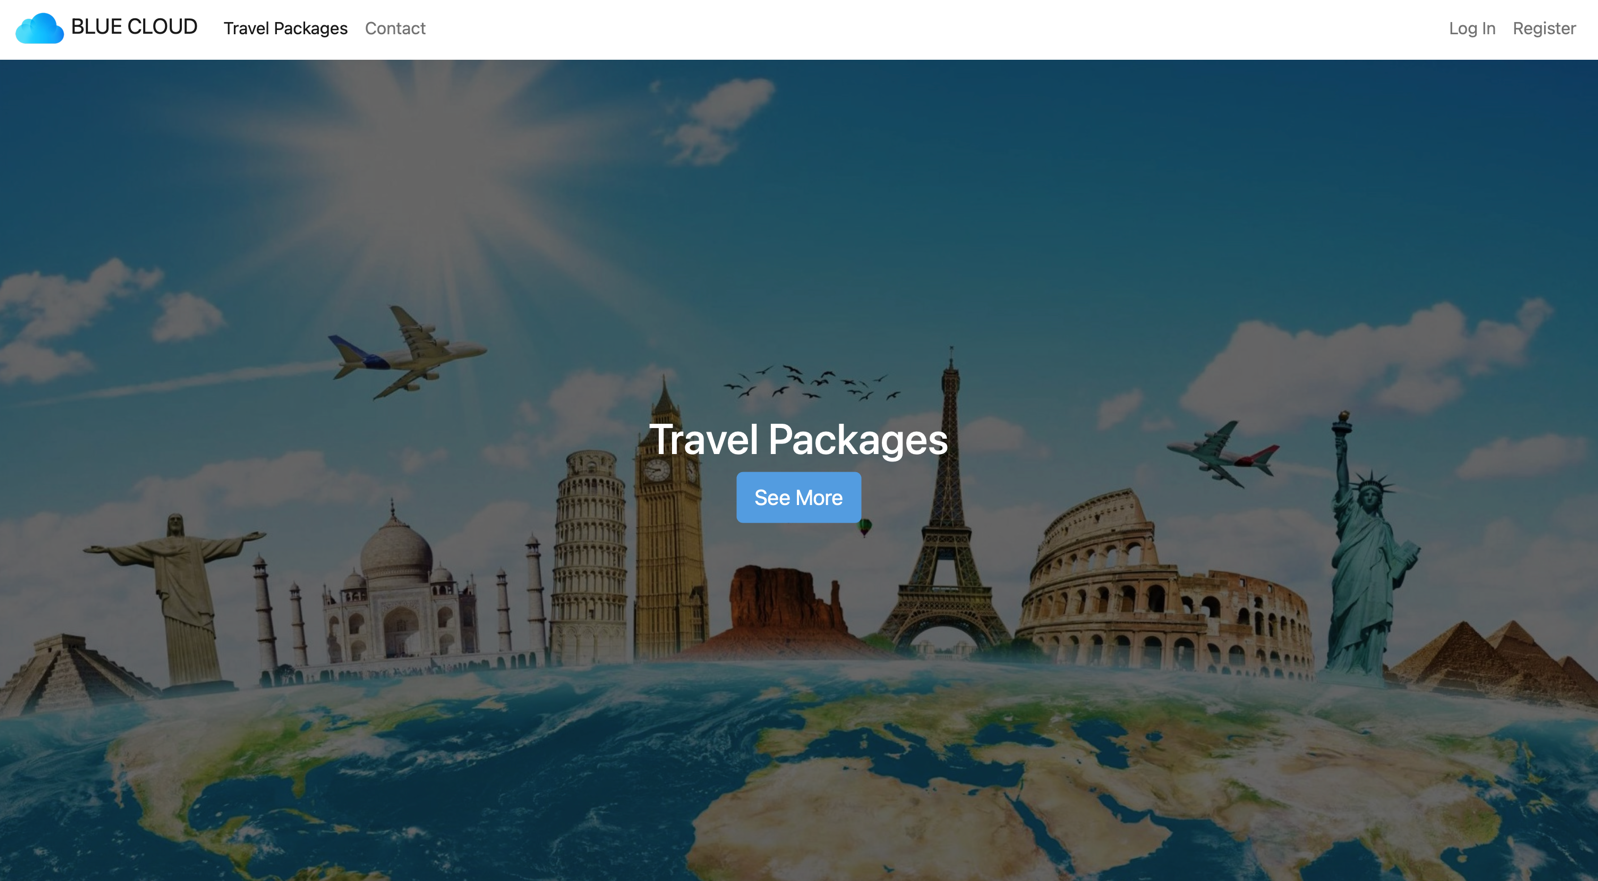 BLUE CLOUD Travel Packages Contact Log In Register
Travel Packages
See More